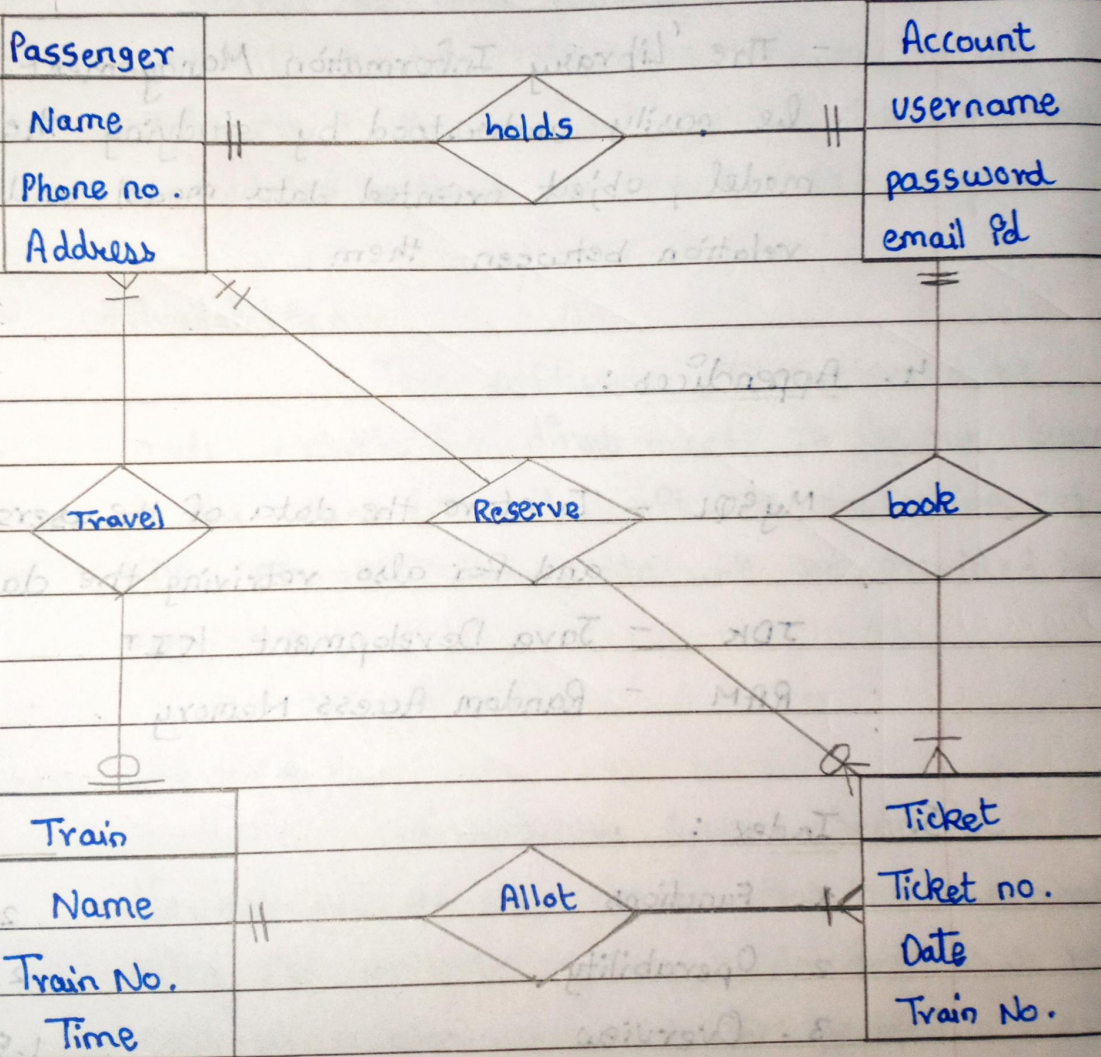 Passenger
Name
Phone no.
Address
holds
Account
username
password
email id
Travel
Reserve
book
Train
Name
Train No.
Time
Allot
Ticket
Ticket no.
Date
Train No.